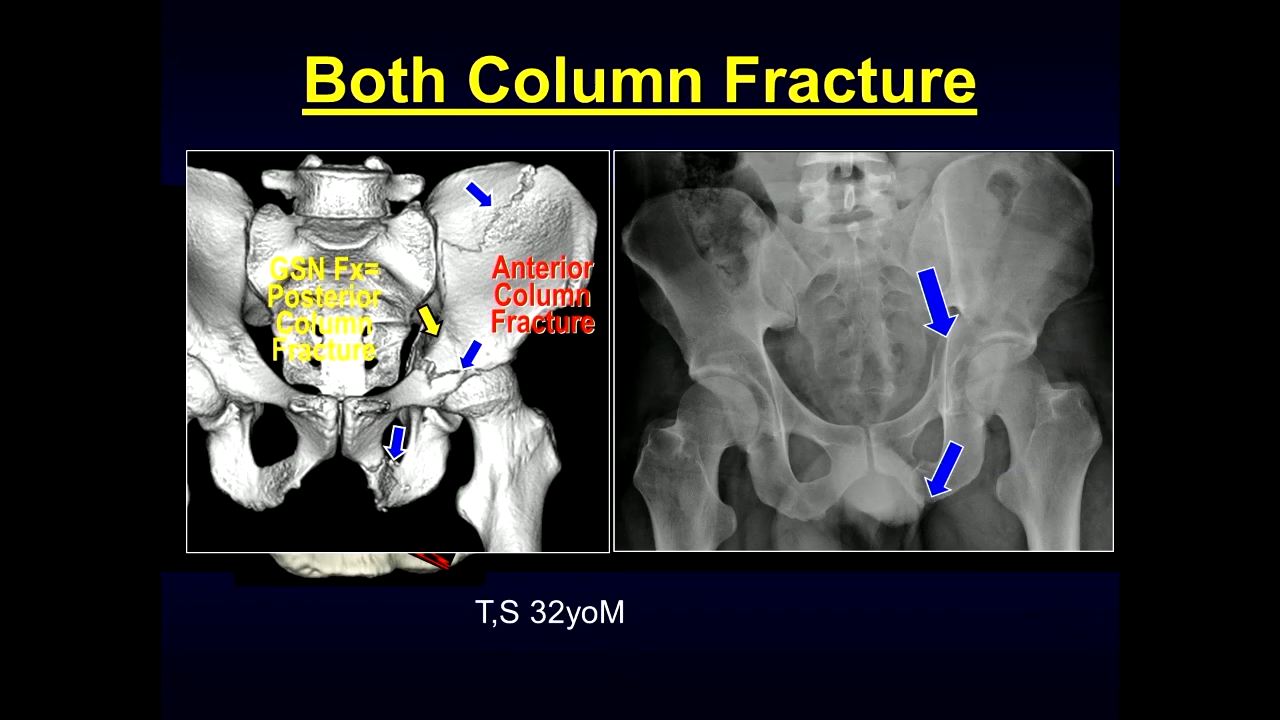 Both Column Fracture
GSN Fx=
Posterior
Column
Fracture
Anterior
Column
Fracture
T,S 32yoM